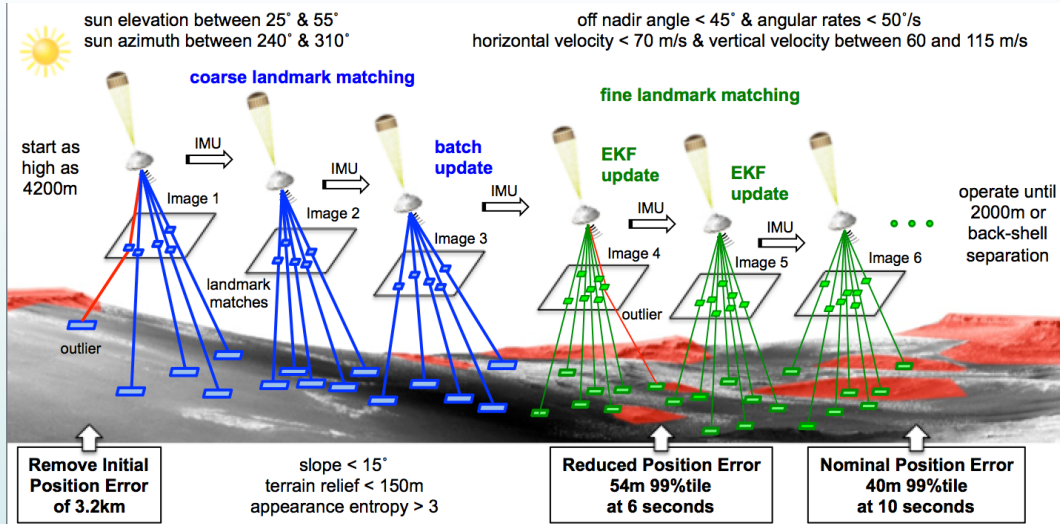 sun elevation between 25˚ & 55˚
sun azimuth between 240˚ & 310˚
off nadir angle < 45˚ & angular rates < 50˚/s
horizontal velocity < 70 m/s & vertical velocity between 60 and 115 m/s
coarse landmark matching
fine landmark matching
start as
high as
4200m
IMU
IMU
batch
update
IMU
EKF
update
IMU
EKF
update
IMU
operate until
2000m or
back-shell
separation
Image 1
Image 2
Image 3
Image 4
Image 5
Image 6
landmark
matches
outlier
outlier
Remove Initial
Position Error
of 3.2km
slope < 15˚
terrain relief < 150m
appearance entropy > 3
Reduced Position Error
54m 99%tile
at 6 seconds
Nominal Position Error
40m 99%tile
at 10 seconds